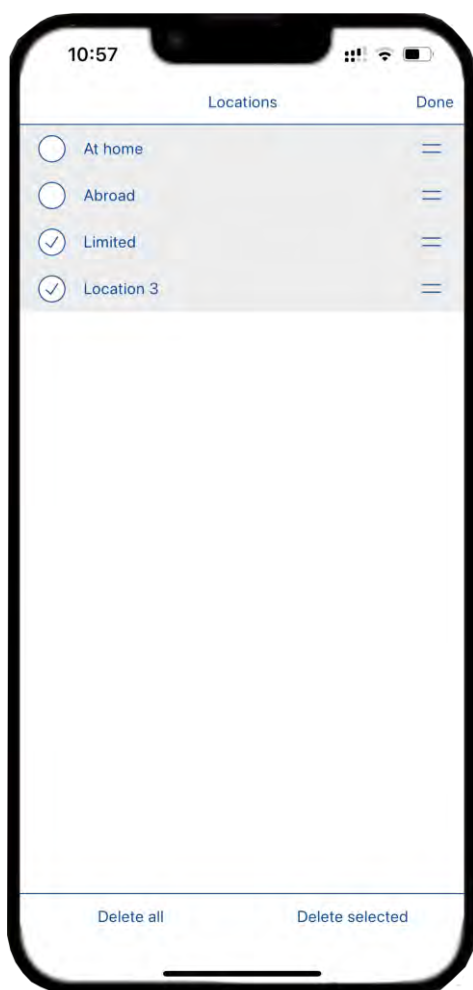 10:57
Locations Done
At home
Abroad
Limited
Location 3
Delete all Delete selected